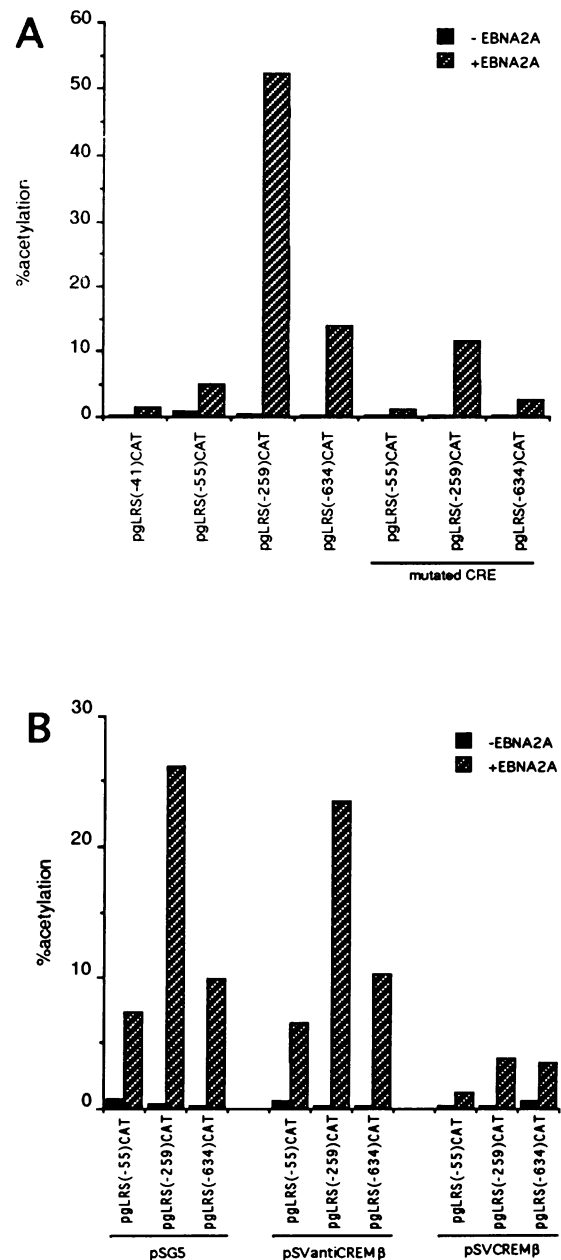 A
60
50
40
30
20
10
0
%acetylation
- EBNA2A
+EBNA2A
pgLRS(-41)CAT
pgLRS(-55)CAT
pgLRS(-259)CAT
pgLRS(-634)CAT
pgLRS(-55)CAT
pgLRS(-259)CAT
pgLRS(-634)CAT
mutated CRE
B
30
20
10
0
%acetylation
-EBNA2A
+EBNA2A
pgLRS(-55)CAT
pgLRS(-259)CAT
pgLRS(-634)CAT
pgLRS(-55)CAT
pgLRS(-259)CAT
pgLRS(-634)CAT
pgLRS(-55)CAT
pgLRS(-259)CAT
pgLRS(-634)CAT
pSG5
pSVantiCREMβ
pSVCREMβ